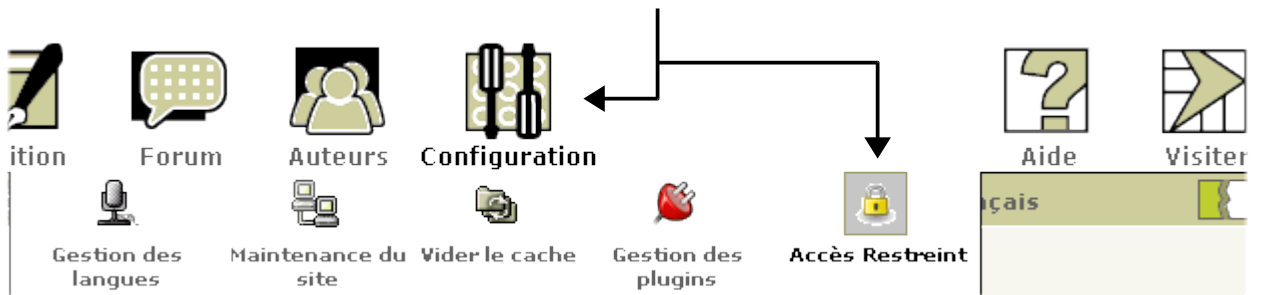 ition Forum Auteurs Configuration Aide Visiter
çais
Gestion des langues
Maintenance du site
Vider le cache
Gestion des plugins
Accès Restreint